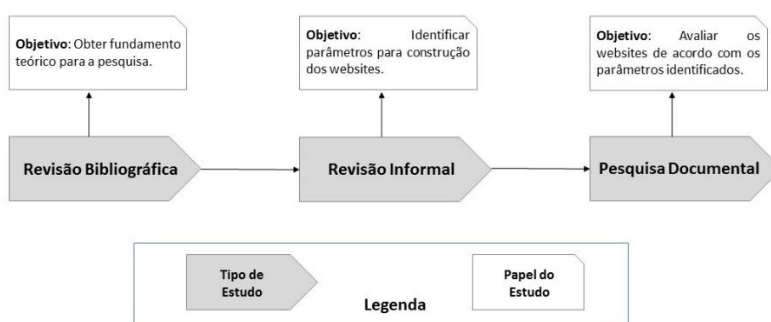 Objetivo: Obter fundamento
teórico para a pesquisa.
Objetivo: Identificar
parâmetros para construção
dos websites.
Objetivo: Avaliar os
websites de acordo com os
parâmetros identificados.
Revisão Bibliográfica
Revisão Informal
Pesquisa Documental
Tipo de
Estudo
Papel do
Estudo
Legenda